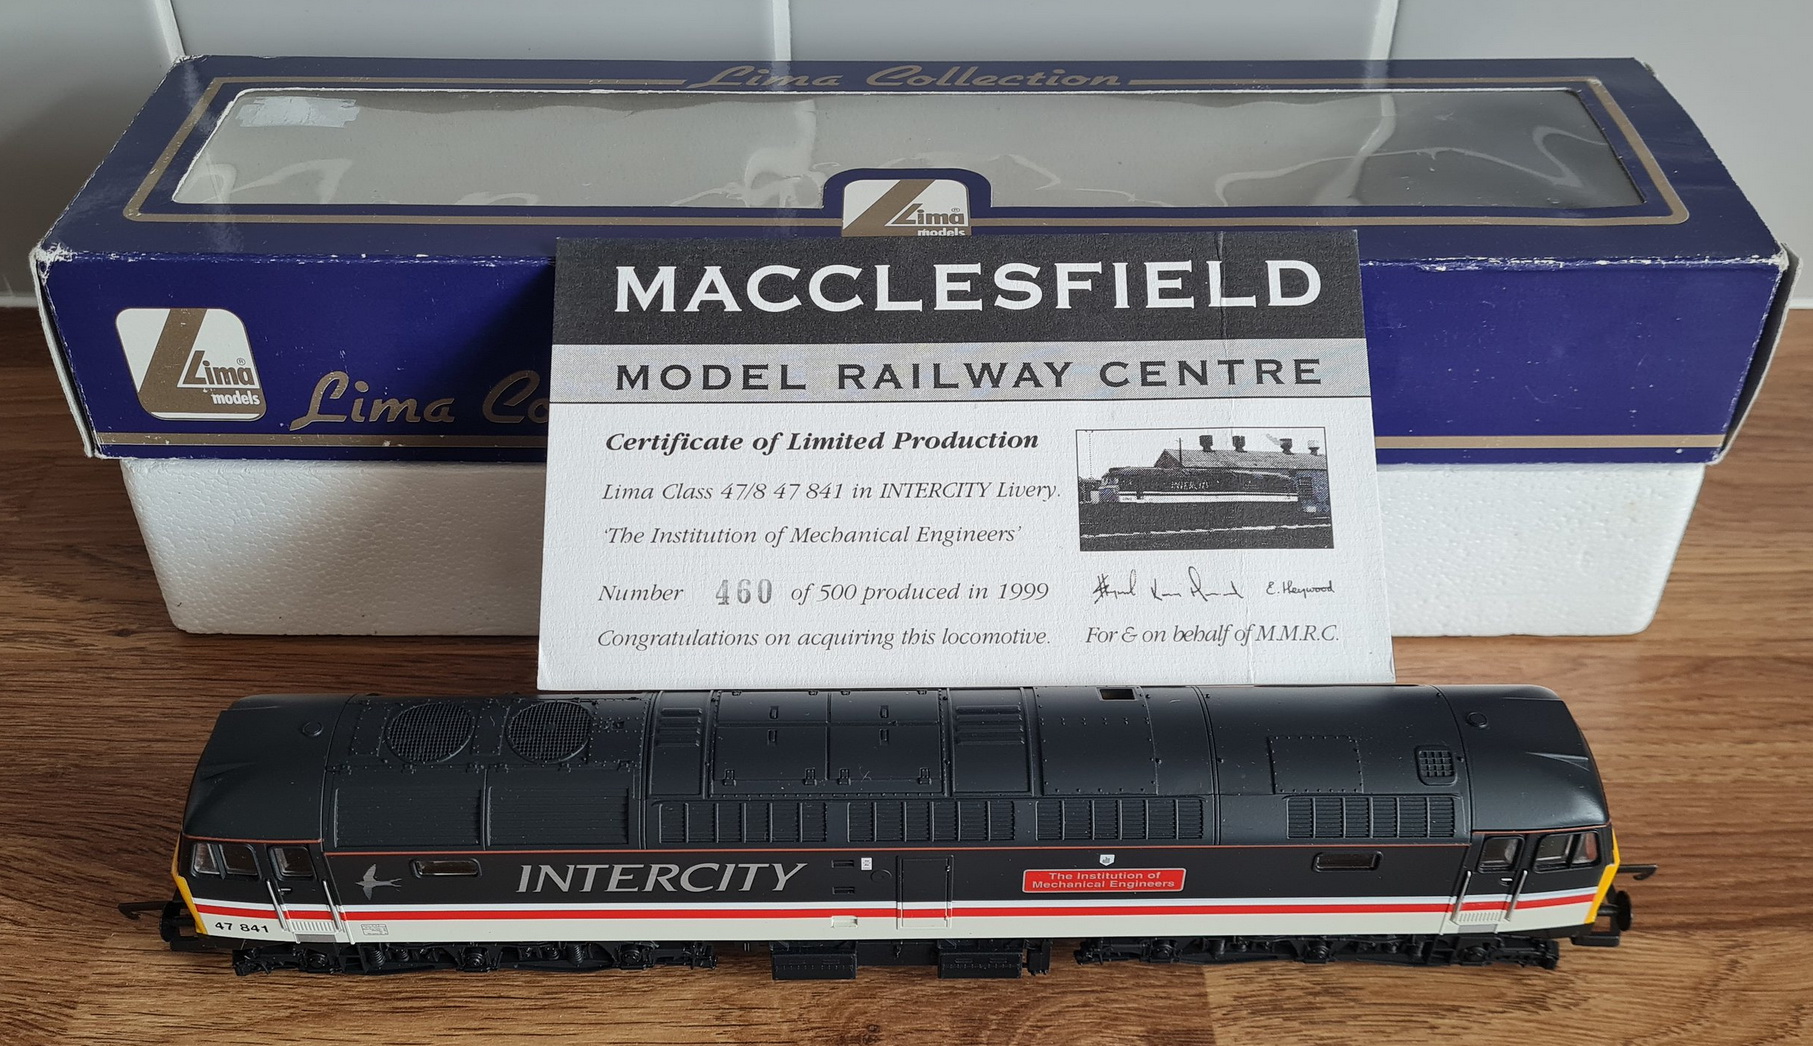 Lima Collection
Lima®
models
Lima®
models
Lima Co
MACCLESFIELD
MODEL RAILWAY CENTRE
Certificate of Limited Production
Lima Class 47/8 47 841 in INTERCITY Livery.
'The Institution of Mechanical Engineers'
Number 460 of 500 produced in 1999
Congratulations on acquiring this locomotive.
INTERCITY
E. Heywood
For & on behalf of M.M.R.C.
INTERCITY
The Institution of
Mechanical Engineers
47 841